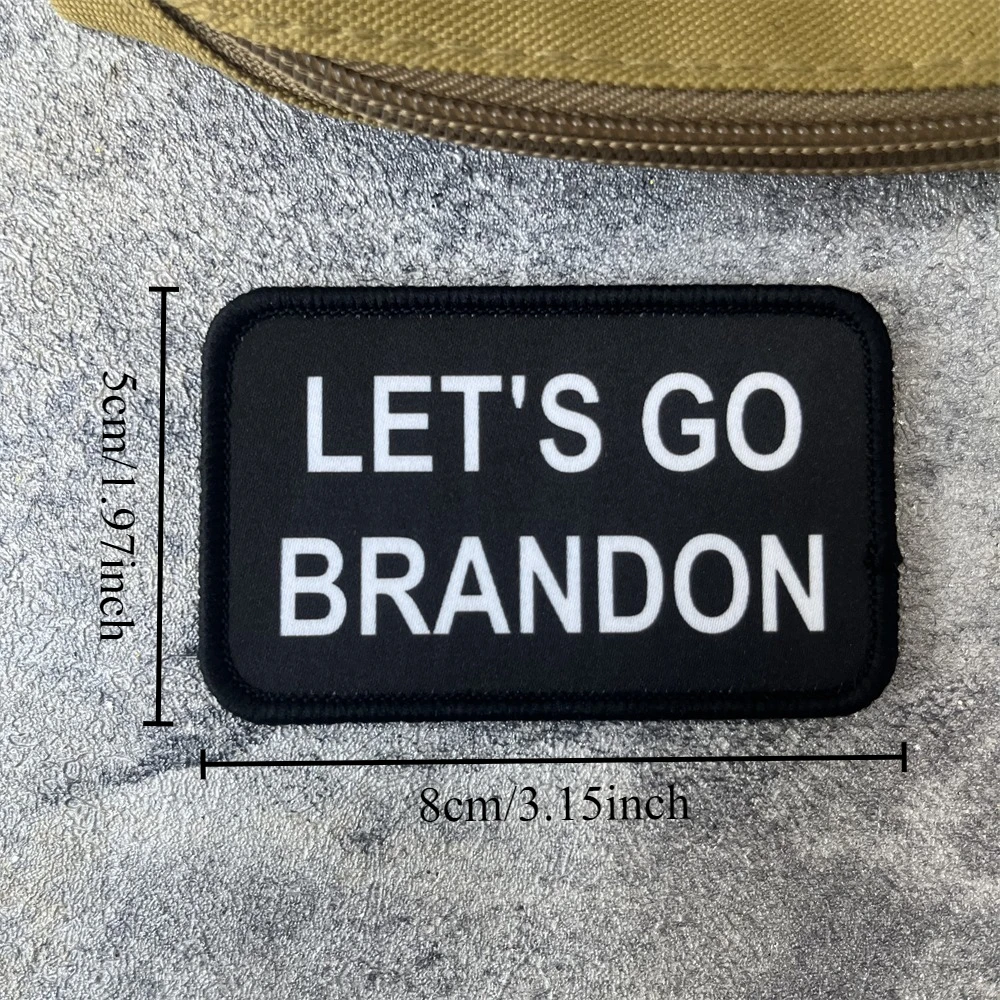 LET'S GO
BRANDON
5cm/1.97inch
8cm/3.15inch